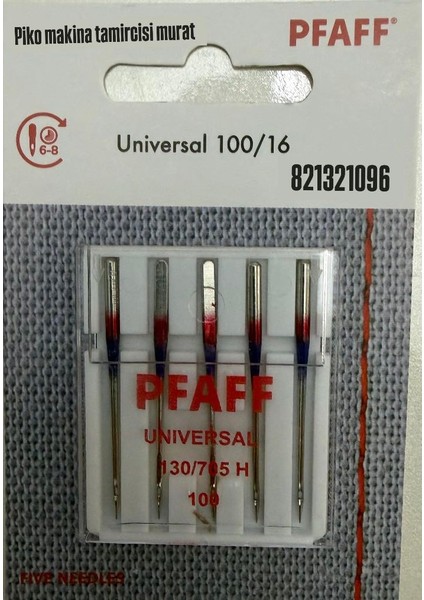 Piko makina tamircisi murat
PFAFF®
6-8
Universal 100/16
821321096
PFAFF
UNIVERSAL
130/705 H
100
FIVE NEEDLES